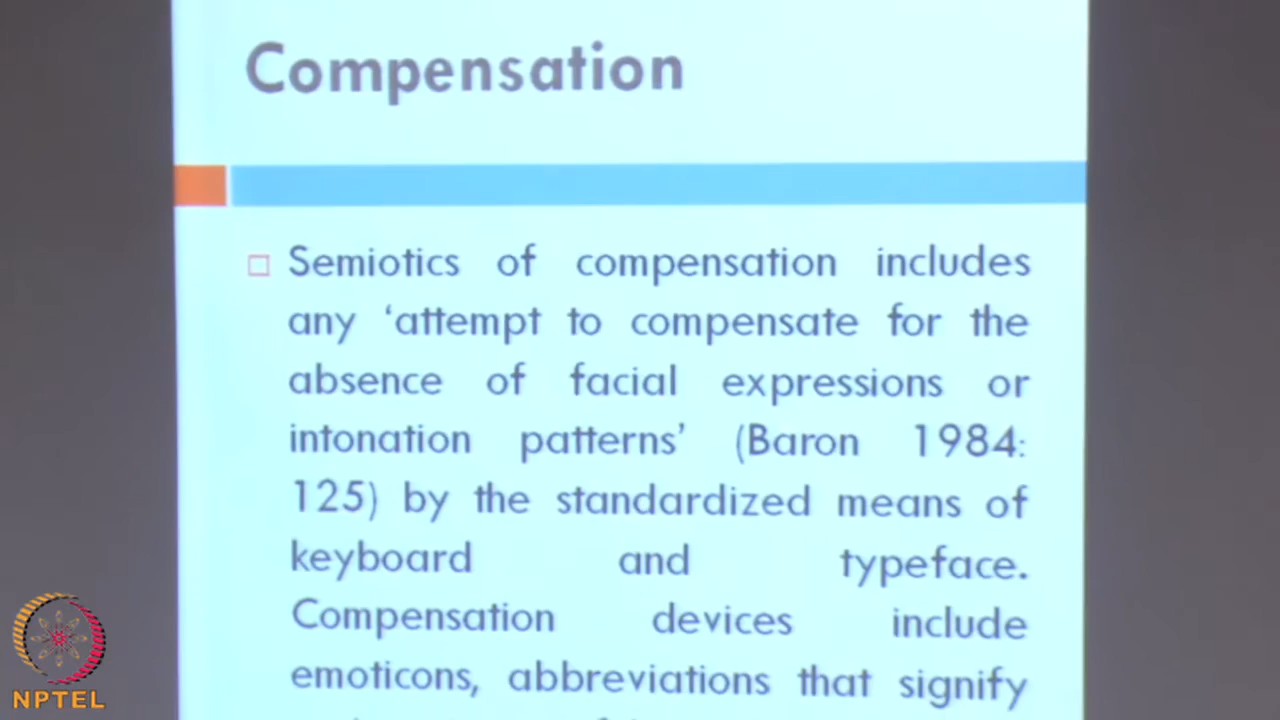 Compensation
Semiotics of compensation includes
any ‘attempt to compensate for the
absence of facial expressions or
intonation patterns’ (Baron 1984:
125) by the standardized means of
keyboard and typeface.
Compensation devices include
emoticons, abbreviations that signify
NPTEL